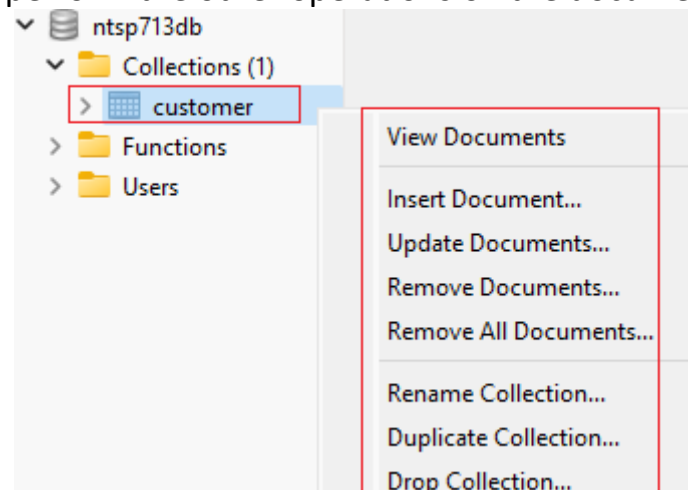 ntsp713db
Collections (1)
customer
Functions
Users
View Documents
Insert Document...
Update Documents...
Remove Documents...
Remove All Documents...
Rename Collection...
Duplicate Collection...
Drop Collection...